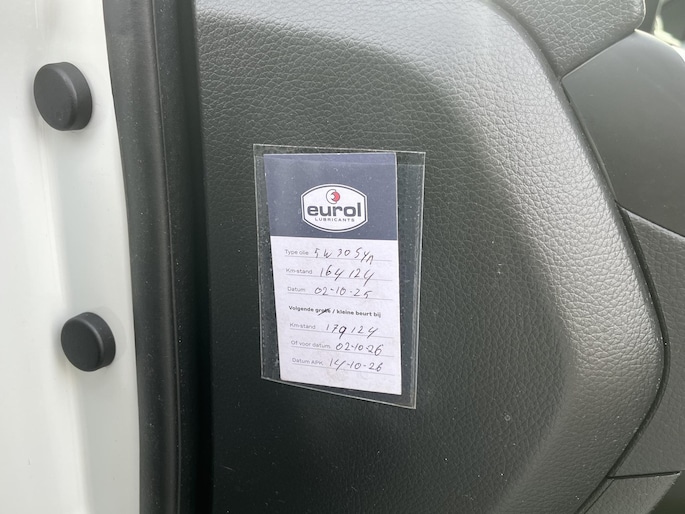 eurol
LUBRICANTS
Type olie 5W30 SYN
Km-stand 164124
Datum 02-10-25
Volgende grote / kleine beurt bij
Km-stand 179124
Of voor datum 02-10-26
Datum APK 14-10-26